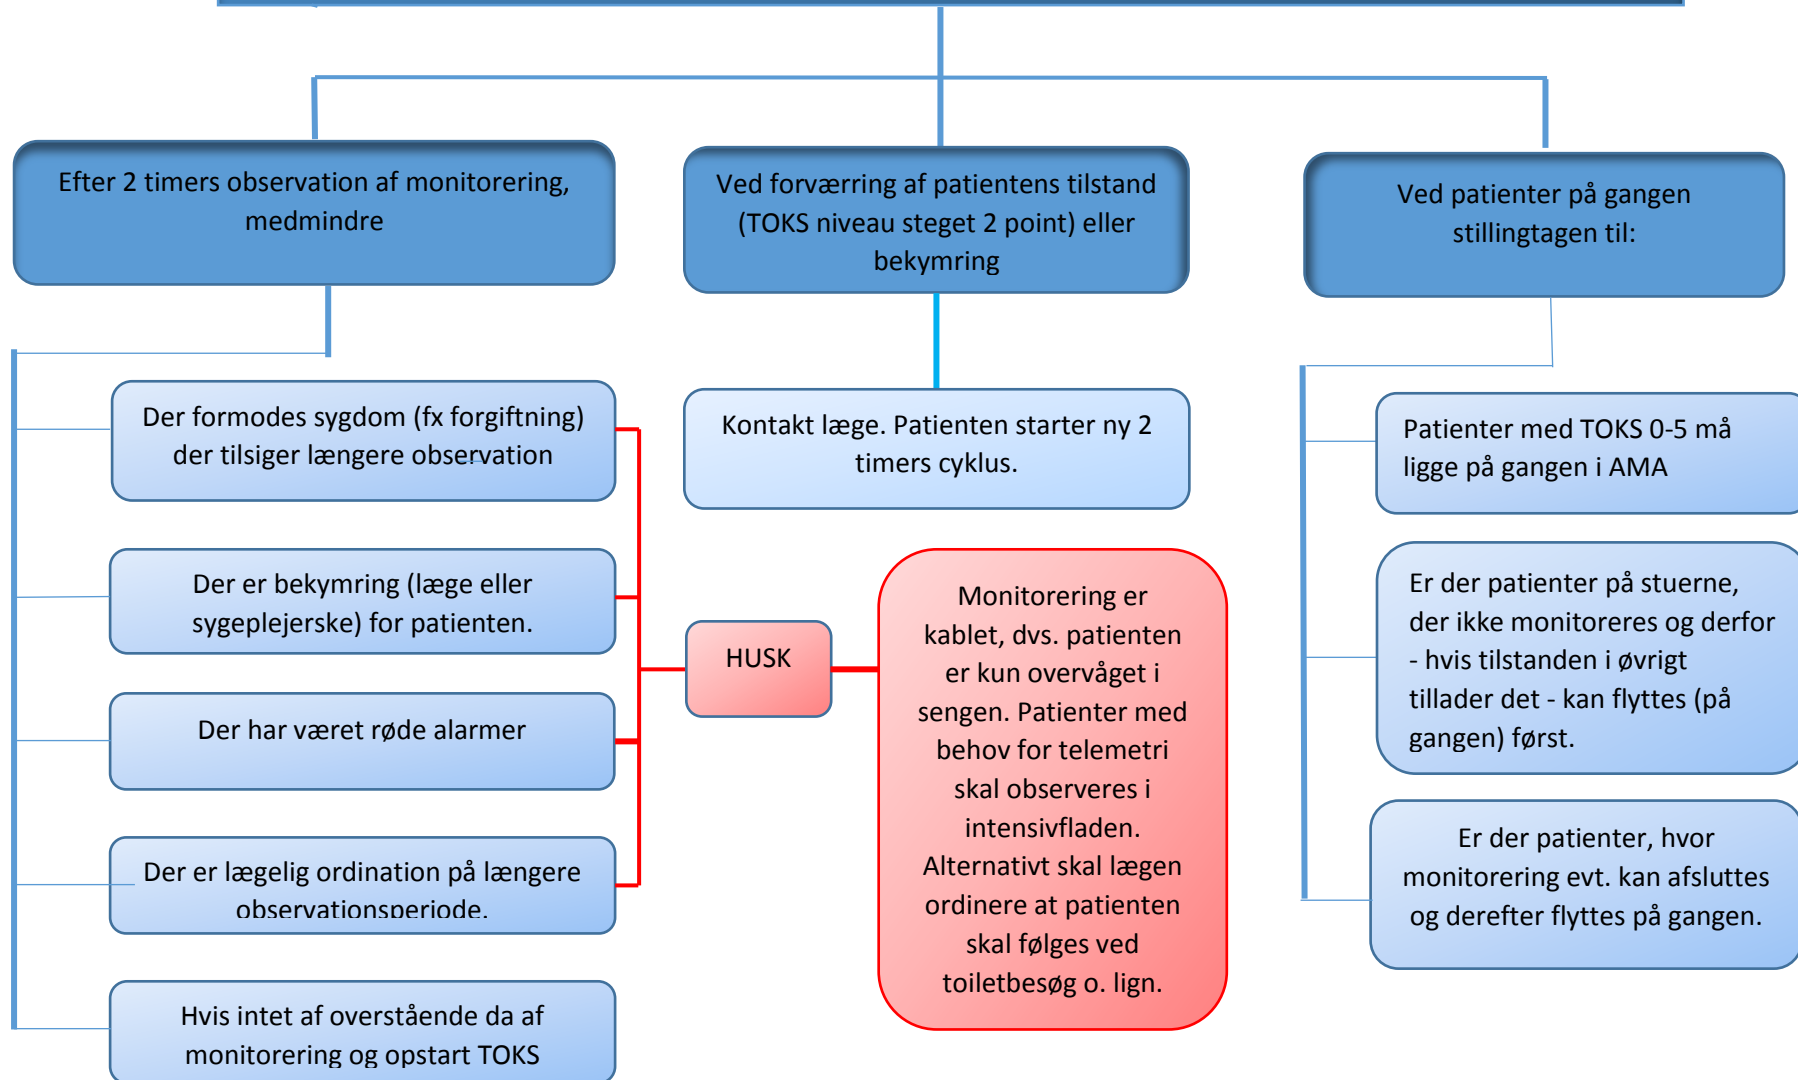 Efter 2 timers observation af monitorering,
medmindre
Der formodes sygdom (fx forgiftning)
der tilsiger længere observation
Der er bekymring (læge eller
sygeplejerske) for patienten.
Der har været røde alarmer
Der er lægelig ordination på længere
observationsperiode.
Hvis intet af overstående da af
monitorering og opstart TOKS
Ved forværring af patientens tilstand
(TOKS niveau steget 2 point) eller
bekymring
Kontakt læge. Patienten starter ny 2
timers cyklus.
HUSK
Monitorering er
kablet, dvs. patienten
er kun overvåget i
sengen. Patienter med
behov for telemetri
skal observeres i
intensivfladen.
Alternativt skal lægen
ordinere at patienten
skal følges ved
toiletbesøg o. lign.
Ved patienter på gangen
stillingtagen til:
Patienter med TOKS 0-5 må
ligge på gangen i AMA
Er der patienter på stuerne,
der ikke monitoreres og derfor
- hvis tilstanden i øvrigt
tillader det - kan flyttes (på
gangen) først.
Er der patienter, hvor
monitorering evt. kan afsluttes
og derefter flyttes på gangen.